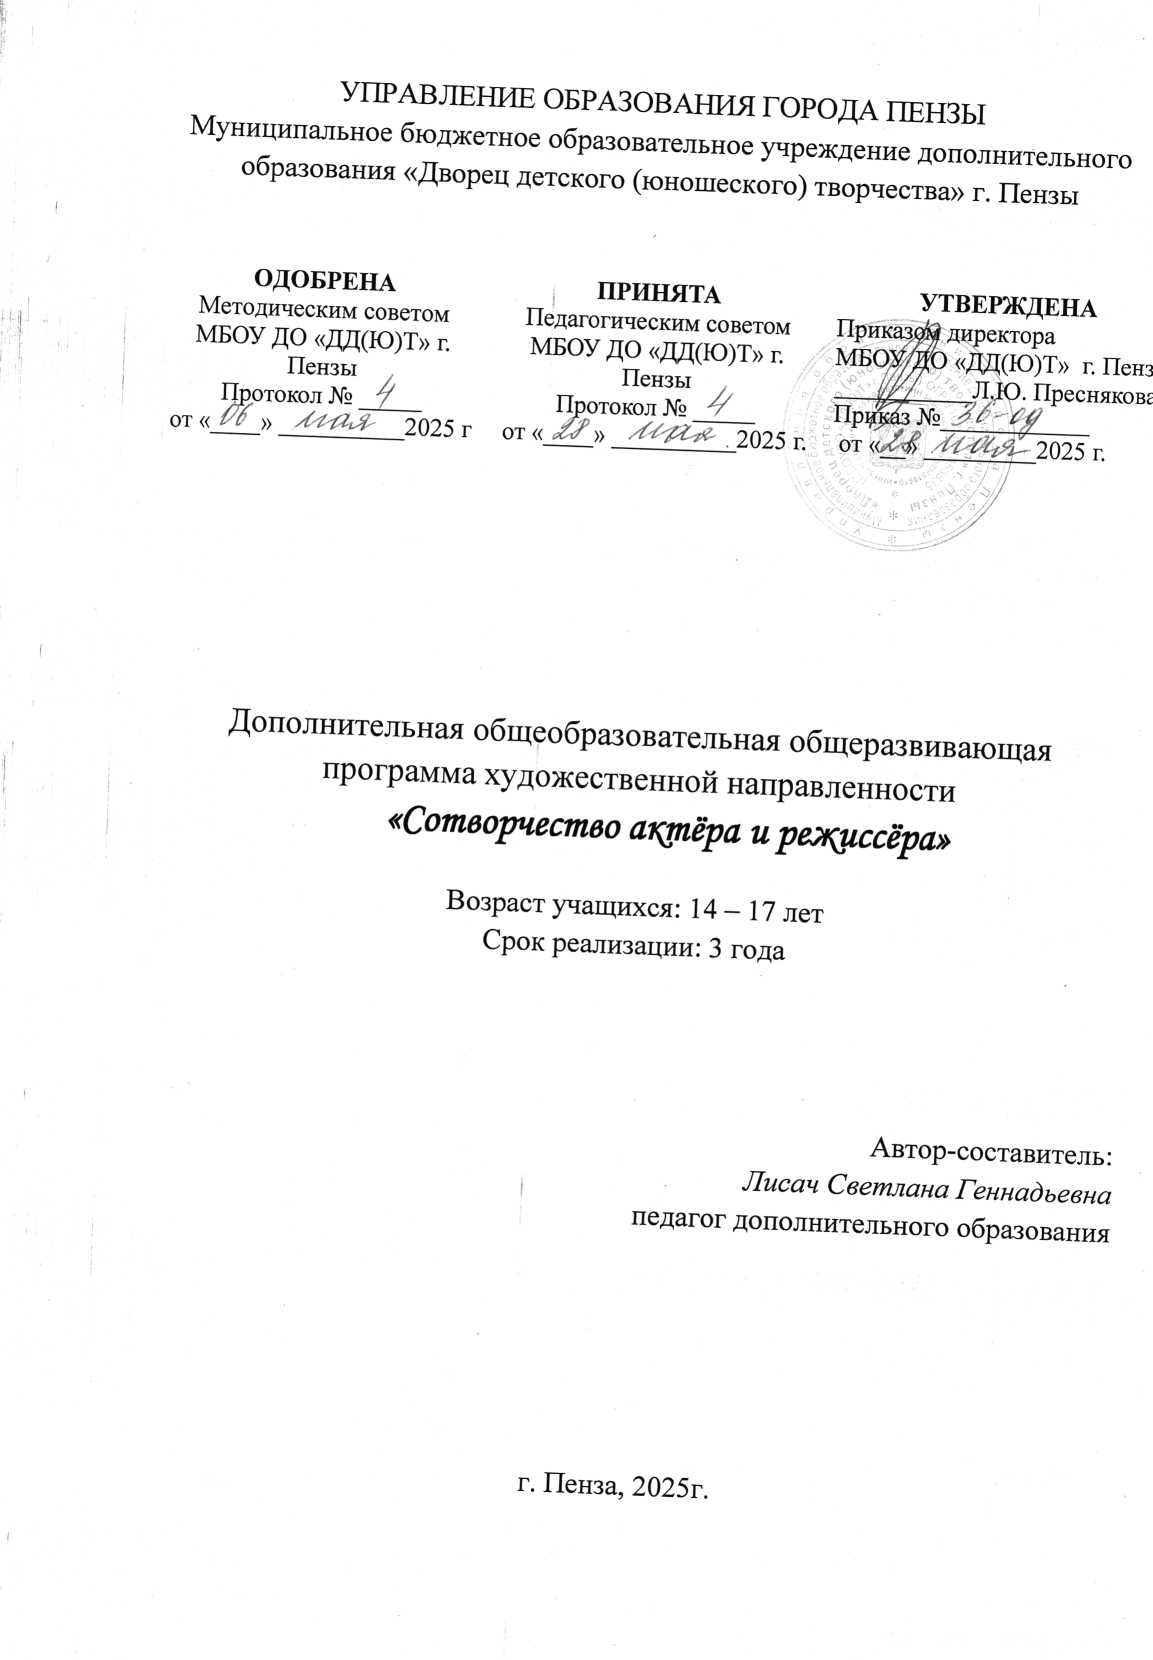 УПРАВЛЕНИЕ ОБРАЗОВАНИЯ ГОРОДА ПЕНЗЫ
Муниципальное бюджетное образовательное учреждение дополнительного
образования «Дворец детского (юношеского) творчества» г. Пензы
ОДОБРЕНА
Методическим советом
МБОУ ДО «ДД(Ю)Т» г.
Пензы
Протокол № 4
от «06» мая 2025 г
ПРИНЯТА
Педагогическим советом
МБОУ ДО «ДД(Ю)Т» г.
Пензы
Протокол № 4
от «28» мая 2025 г.
УТВЕРЖДЕНА
Приказом директора
МБОУ ДО «ДД(Ю)Т» г. Пенз
Л.Ю. Преснякова
Приказ № 36-од
от «28» мая 2025 г.
Дополнительная общеобразовательная общеразвивающая
программа художественной направленности
«Сотворчество актёра и режиссёра»
Возраст учащихся: 14 – 17 лет
Срок реализации: 3 года
Автор-составитель:
Лисач Светлана Геннадьевна
педагог дополнительного образования
г. Пенза, 2025г.